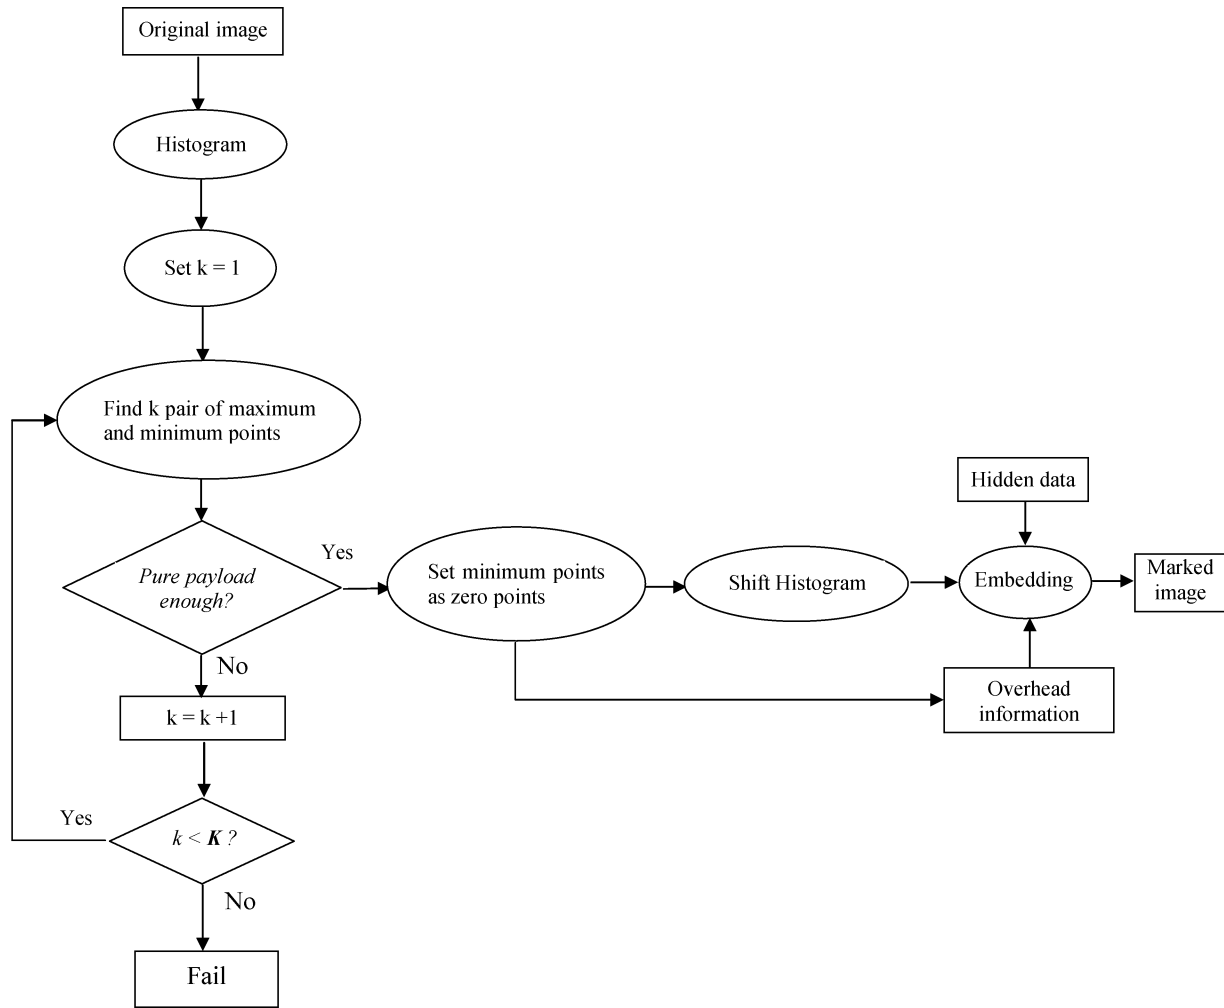 Original image
Histogram
Set k = 1
Find k pair of maximum
and minimum points
Pure payload
enough?
Yes
No
k = k +1
k < K ?
Yes
No
Fail
Set minimum points
as zero points
Shift Histogram
Hidden data
Embedding
Marked
image
Overhead
information